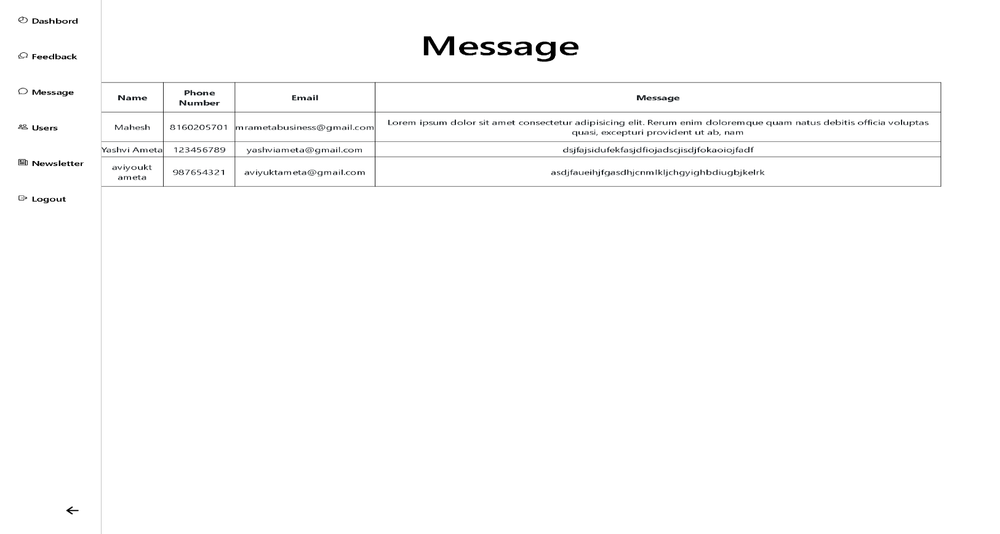 Dashbord
Feedback
Message
Users
Newsletter
Logout
Message
Name
Phone
Number
Email
Message
Mahesh
8160205701
mrametabusiness@gmail.com
Lorem ipsum dolor sit amet consectetur adipisicing elit. Rerum enim doloremque quam natus debitis officia voluptas
quasi, excepturi provident ut ab, nam
Yashvi Ameta
123456789
yashviameta@gmail.com
dsjfajsidufekfasjdfiojadscjisdjfokaoiojfadf
aviyoukt
ameta
987654321
aviyuktameta@gmail.com
asdjfaueihjfgasdhjcnmlkljchgyighbdiugbjkelrk